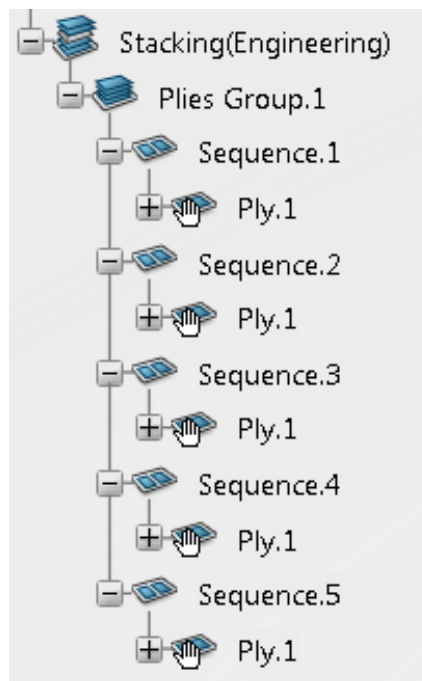 Stacking(Engineering)
Plies Group.1
Sequence.1
Ply.1
Sequence.2
Ply.1
Sequence.3
Ply.1
Sequence.4
Ply.1
Sequence.5
Ply.1